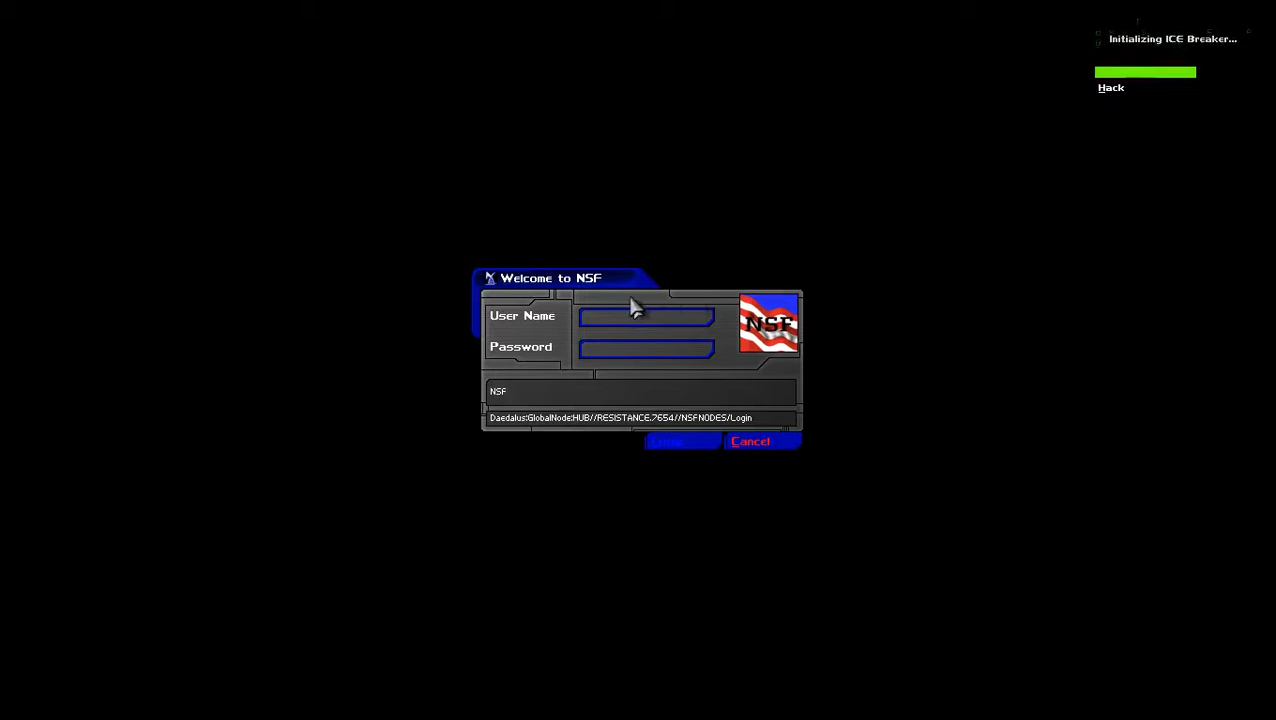 Initializing ICE Breaker...
Hack
Welcome to NSF
User Name
NSF
Password
NSF
Daedalus:GlobalNode:HUB//RESISTANCE.7654//NSFNODES/Login
Cancel